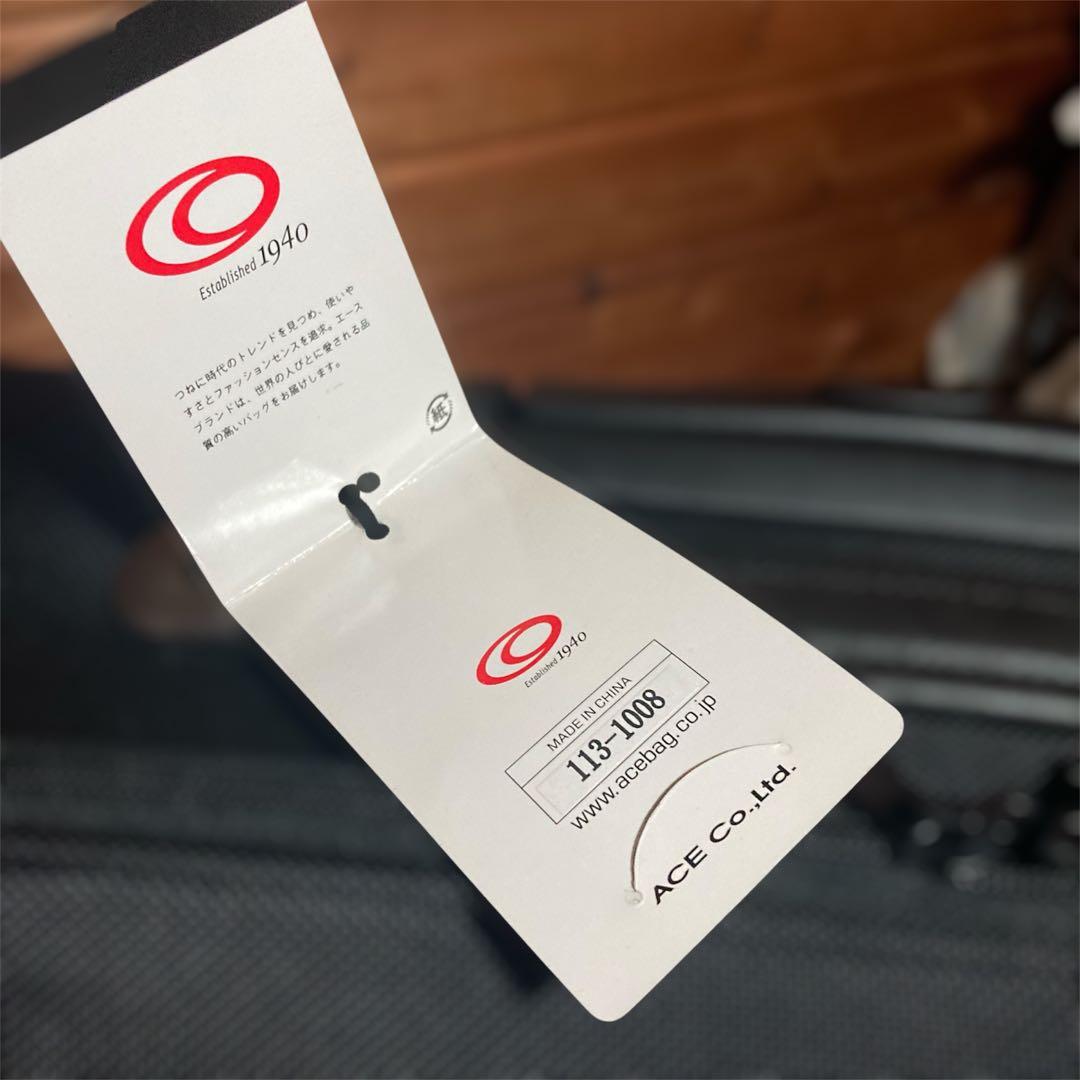 Established 1940
つねに時代のトレンドを見つめ、使いや
すさとファッションセンスを追求。エース
ブランドは、世界の人びとに愛される品
質の高いバッグをお届けします。
紙
Established 1940
MADE IN CHINA
113-1008
www.acebag.co.jp
ACE Co.,Ltd.